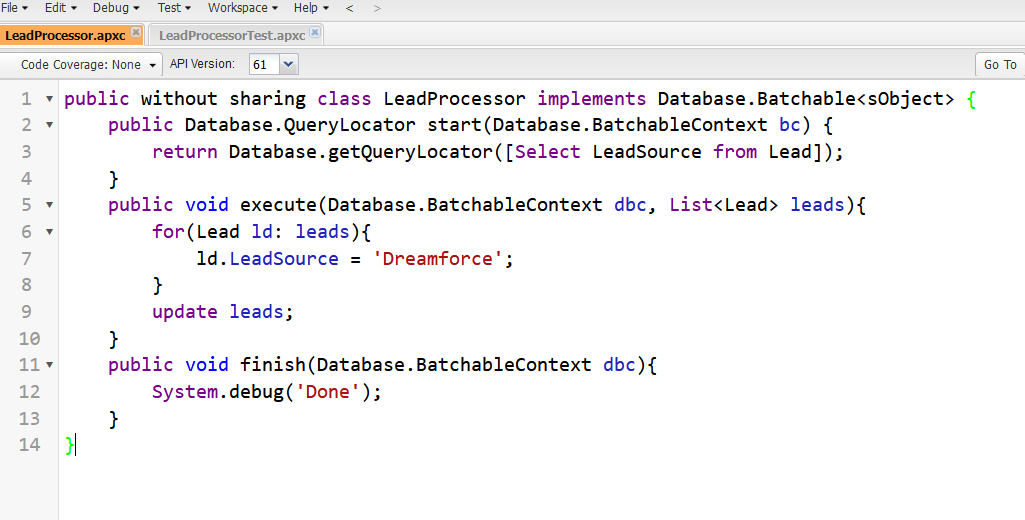 File Edit Debug Test Workspace Help < >
LeadProcessor.apxc LeadProcessorTest.apxc
Code Coverage: None API Version: 61 Go To
1 public without sharing class LeadProcessor implements Database.Batchable<sObject> {
2 public Database.QueryLocator start(Database.BatchableContext bc) {
3 return Database.getQueryLocator([Select LeadSource from Lead]);
4 }
5 public void execute(Database.BatchableContext dbc, List<Lead> leads){
6 for(Lead ld: leads){
7 ld.LeadSource = 'Dreamforce';
8 }
9 update leads;
10 }
11 public void finish(Database.BatchableContext dbc){
12 System.debug('Done');
13 }
14 }